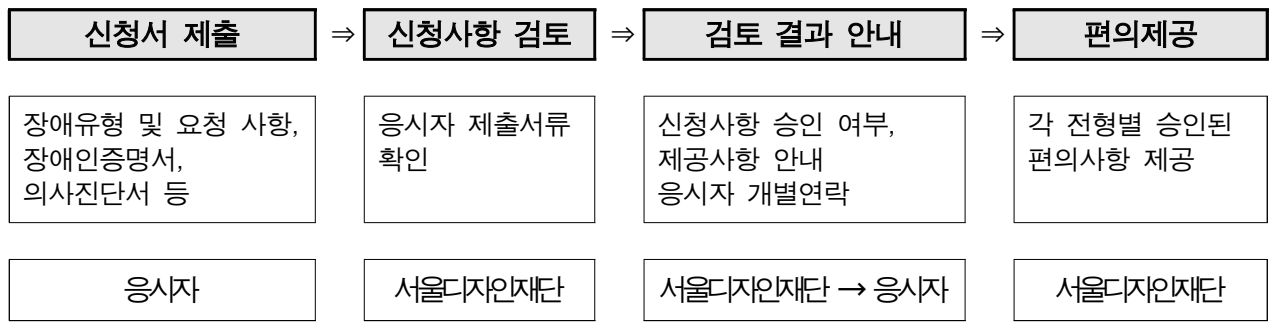 신청서 제출 ⇒ 신청사항 검토 ⇒ 검토 결과 안내 ⇒ 편의제공
장애유형 및 요청 사항,
장애인증명서,
의사진단서 등
응시자 제출서류
확인
신청사항 승인 여부,
제공사항 안내
응시자 개별연락
각 전형별 승인된
편의사항 제공
응시자
서울디자인재단
서울디자인재단 → 응시자
서울디자인재단